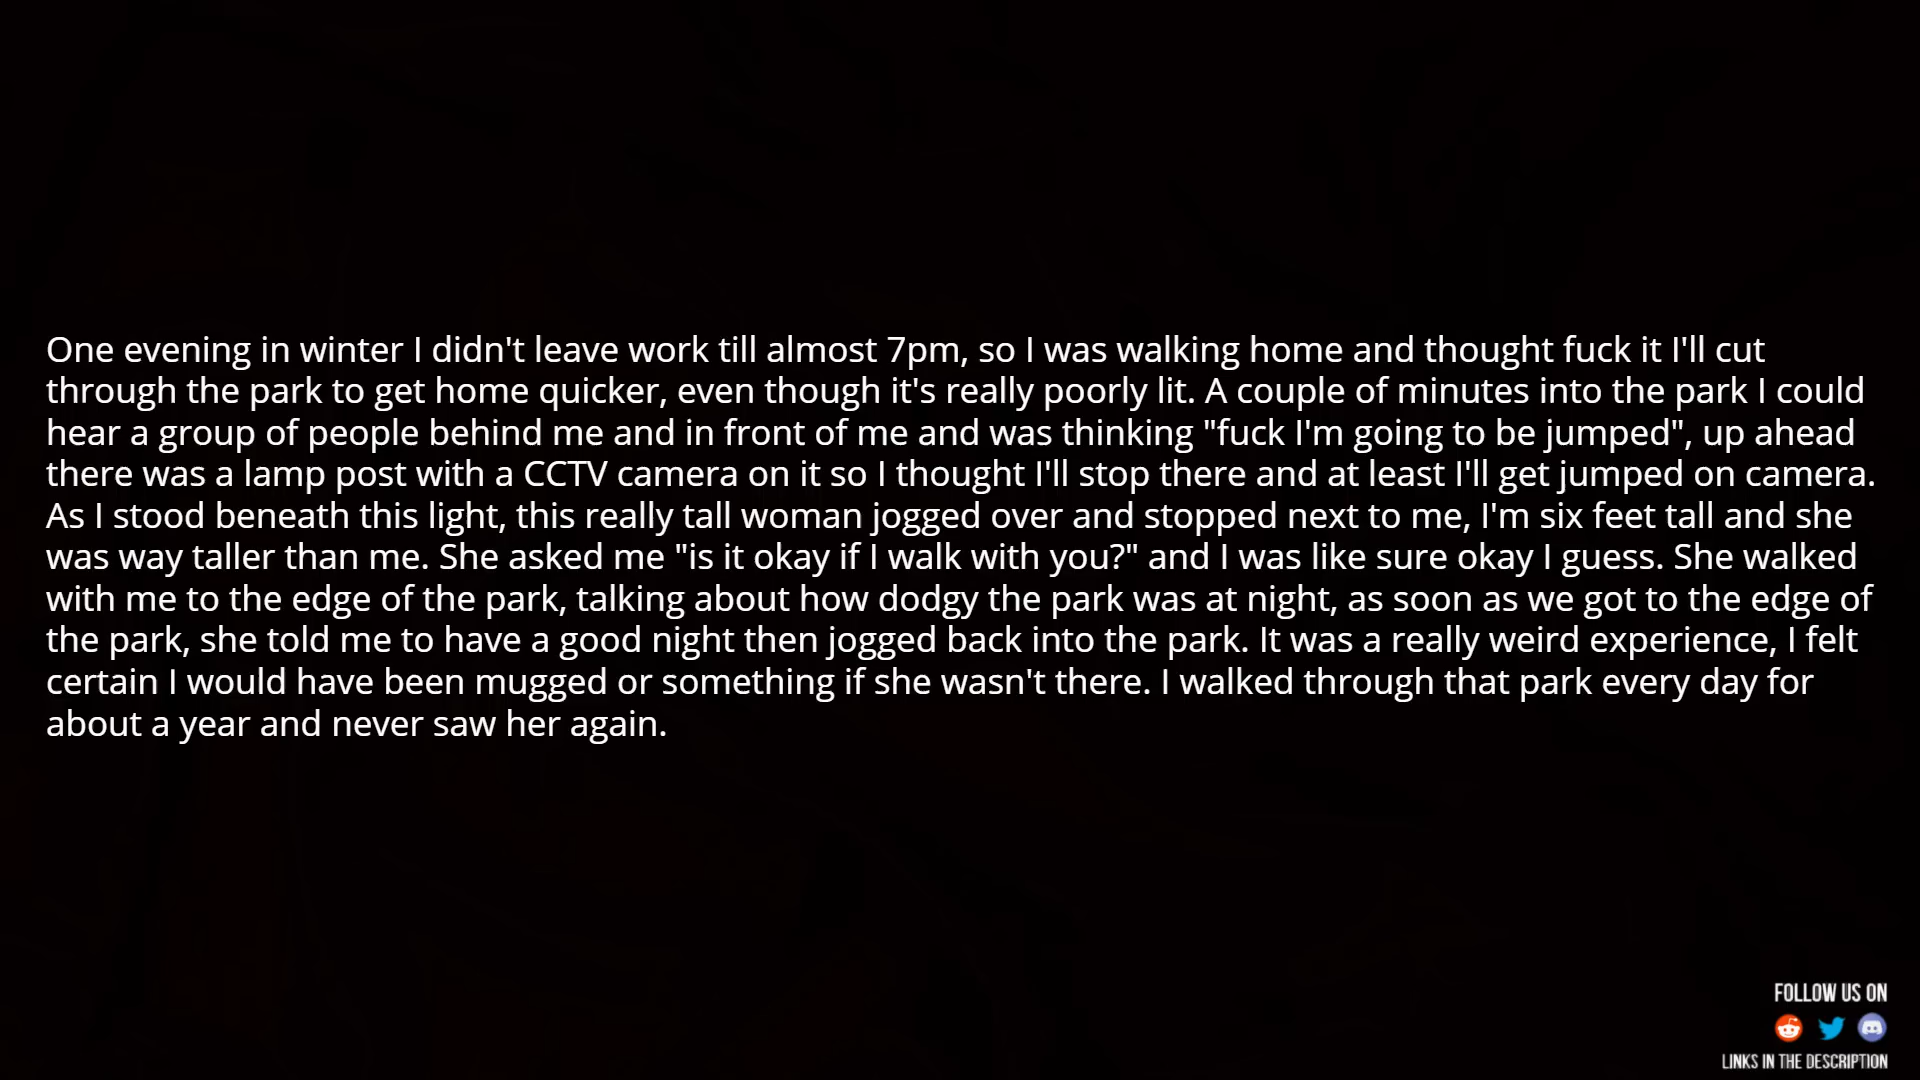 One evening in winter I didn't leave work till almost 7pm, so I was walking home and thought fuck it I'll cut
through the park to get home quicker, even though it's really poorly lit. A couple of minutes into the park I could
hear a group of people behind me and in front of me and was thinking "fuck I'm going to be jumped", up ahead
there was a lamp post with a CCTV camera on it so I thought I'll stop there and at least I'll get jumped on camera.
As I stood beneath this light, this really tall woman jogged over and stopped next to me, I'm six feet tall and she
was way taller than me. She asked me "is it okay if I walk with you?" and I was like sure okay I guess. She walked
with me to the edge of the park, talking about how dodgy the park was at night, as soon as we got to the edge of
the park, she told me to have a good night then jogged back into the park. It was a really weird experience, I felt
certain I would have been mugged or something if she wasn't there. I walked through that park every day for
about a year and never saw her again.
FOLLOW US ON
LINKS IN THE DESCRIPTION